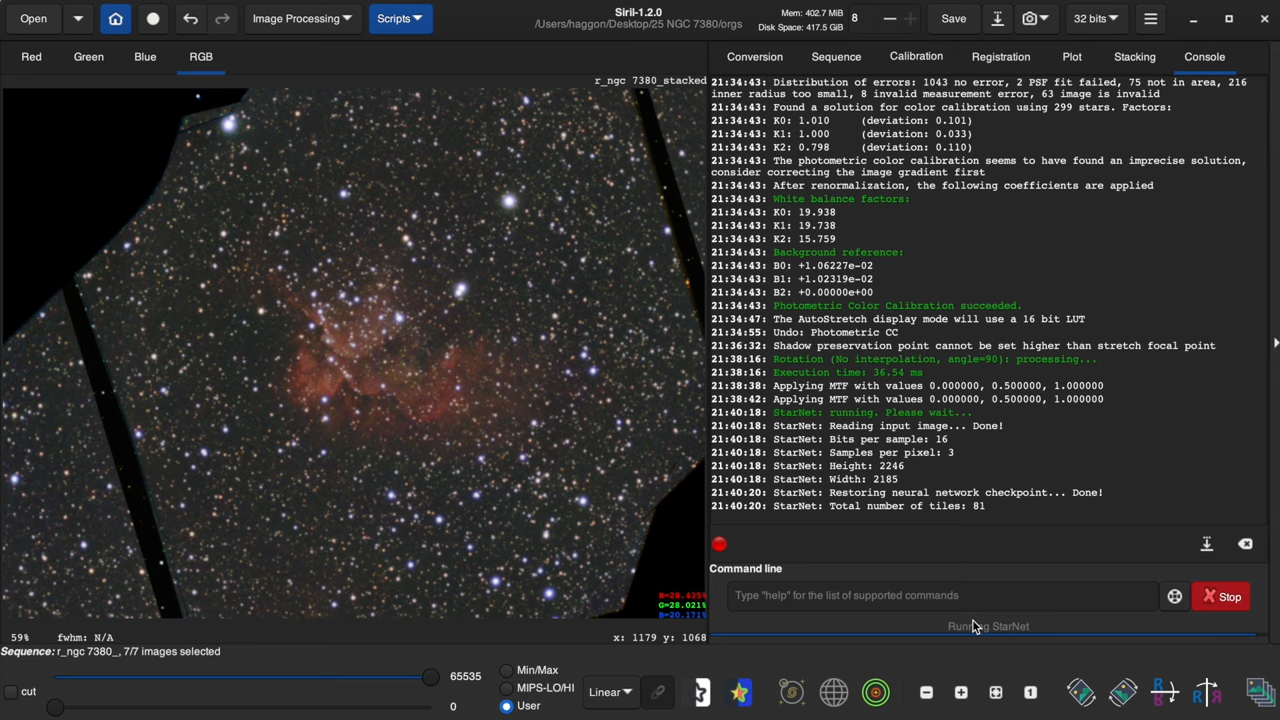 Open
Image Processing
Scripts
Siril-1.2.0
/Users/haggon/Desktop/25 NGC 7380/orgs
Mem: 402.7 MiB
Disk Space: 417.5 GiB
8
Save
32 bits
Red
Green
Blue
RGB
Conversion
Sequence
Calibration
Registration
Plot
Stacking
Console
r_ngc 7380_stacked
21:34:43: Distribution of errors: 1043 no error, 2 PSF fit failed, 75 not in area, 216
inner radius too small, 8 invalid measurement error, 63 image is invalid
21:34:43: Found a solution for color calibration using 299 stars. Factors:
21:34:43: K0: 1.010 (deviation: 0.101)
21:34:43: K1: 1.000 (deviation: 0.033)
21:34:43: K2: 0.798 (deviation: 0.110)
21:34:43: The photometric color calibration seems to have found an imprecise solution,
consider correcting the image gradient first
21:34:43: After renormalization, the following coefficients are applied
21:34:43: White balance factors:
21:34:43: K0: 19.938
21:34:43: K1: 19.738
21:34:43: K2: 15.759
21:34:43: Background reference:
21:34:43: B0: +1.06227e-02
21:34:43: B1: +1.02319e-02
21:34:43: B2: +0.00000e+00
21:34:43: Photometric Color Calibration succeeded.
21:34:47: The AutoStretch display mode will use a 16 bit LUT
21:34:55: Undo: Photometric CC
21:36:32: Shadow preservation point cannot be set higher than stretch focal point
21:38:16: Rotation (No interpolation, angle=90): processing...
21:38:16: Execution time: 36.54 ms
21:38:38: Applying MTF with values 0.000000, 0.500000, 1.000000
21:38:42: Applying MTF with values 0.000000, 0.500000, 1.000000
21:40:18: StarNet: running. Please wait...
21:40:18: StarNet: Reading input image... Done!
21:40:18: StarNet: Bits per sample: 16
21:40:18: StarNet: Samples per pixel: 3
21:40:18: StarNet: Height: 2246
21:40:18: StarNet: Width: 2185
21:40:20: StarNet: Restoring neural network checkpoint... Done!
21:40:20: StarNet: Total number of tiles: 81
Command line
Type "help" for the list of supported commands
Stop
Running StarNet
R=28.435%
G=28.021%
B=20.171%
59%
fwhm: N/A
x: 1179 y: 1068
Sequence: r_ngc 7380_, 7/7 images selected
cut
65535
0
Min/Max
MIPS-LO/HI
User
Linear
1
R
R
R R